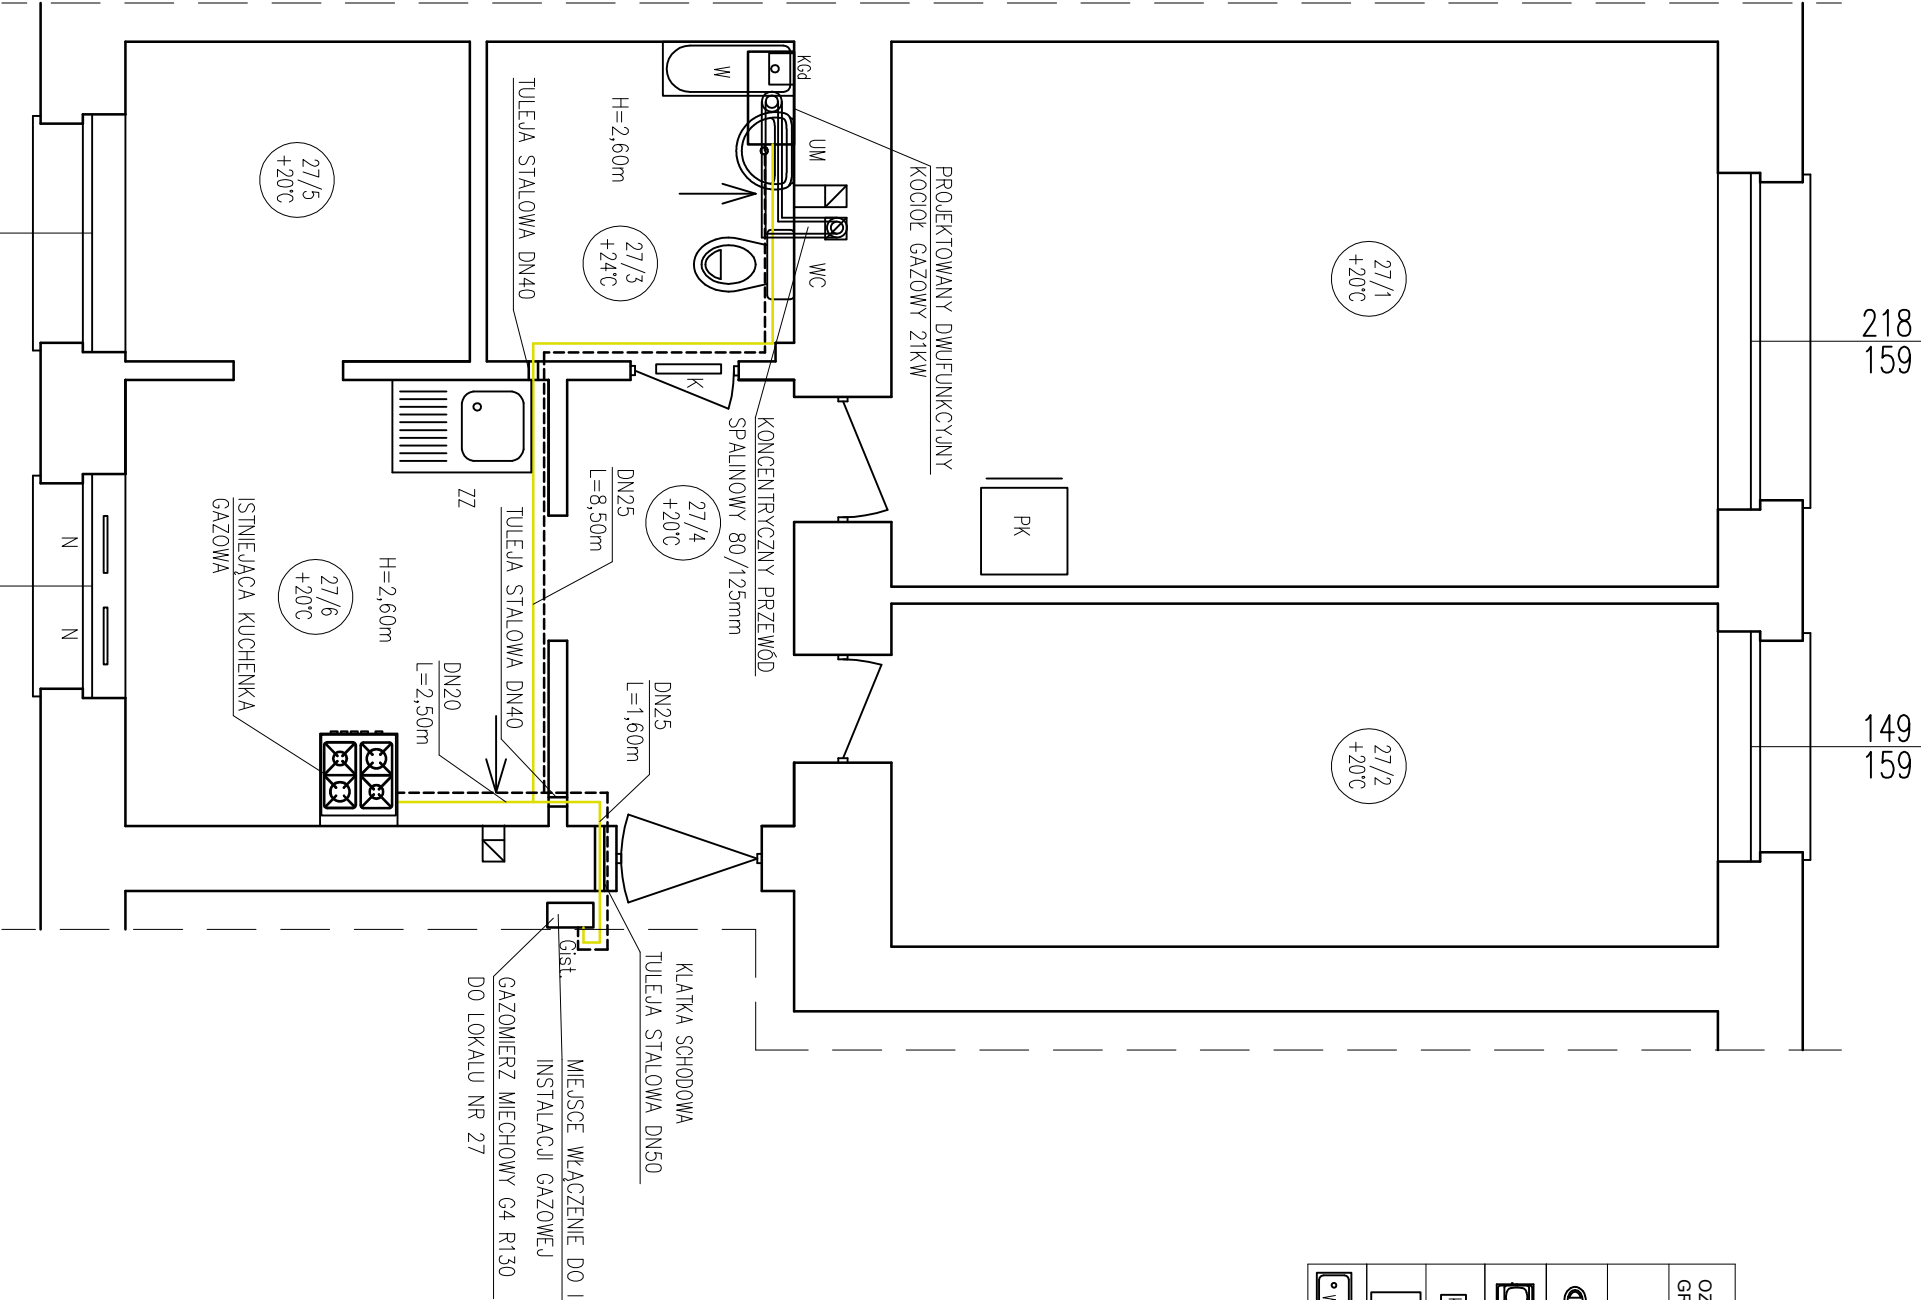 218
159
149
159
27/1
+20°C
27/2
+20°C
PK
PROJEKTOWANY DWUFUNKCYJNY
KOCIOŁ GAZOWY 21KW
KGd
W
UM
WC
H=2,60m
27/3
+24°C
TULEJA STALOWA DN40
27/5
+20°C
K
KONCENTRYCZNY PRZEWÓD
SPALINOWY 80/125mm
27/4
+20°C
DN25
L=8,50m
ZZ
TULEJA STALOWA DN40
H=2,60m
27/6
+20°C
ISTNIEJĄCA KUCHENKA
GAZOWA
N
N
DN25
L=1,60m
DN20
L=2,50m
KLATKA SCHODOWA
TULEJA STALOWA DN50
Gist.
MIEJSCE WŁĄCZENIE DO I
INSTALACJI GAZOWEJ
GAZOMIERZ MIECHOWY G4 R130
DO LOKALU NR 27
OZ
GR